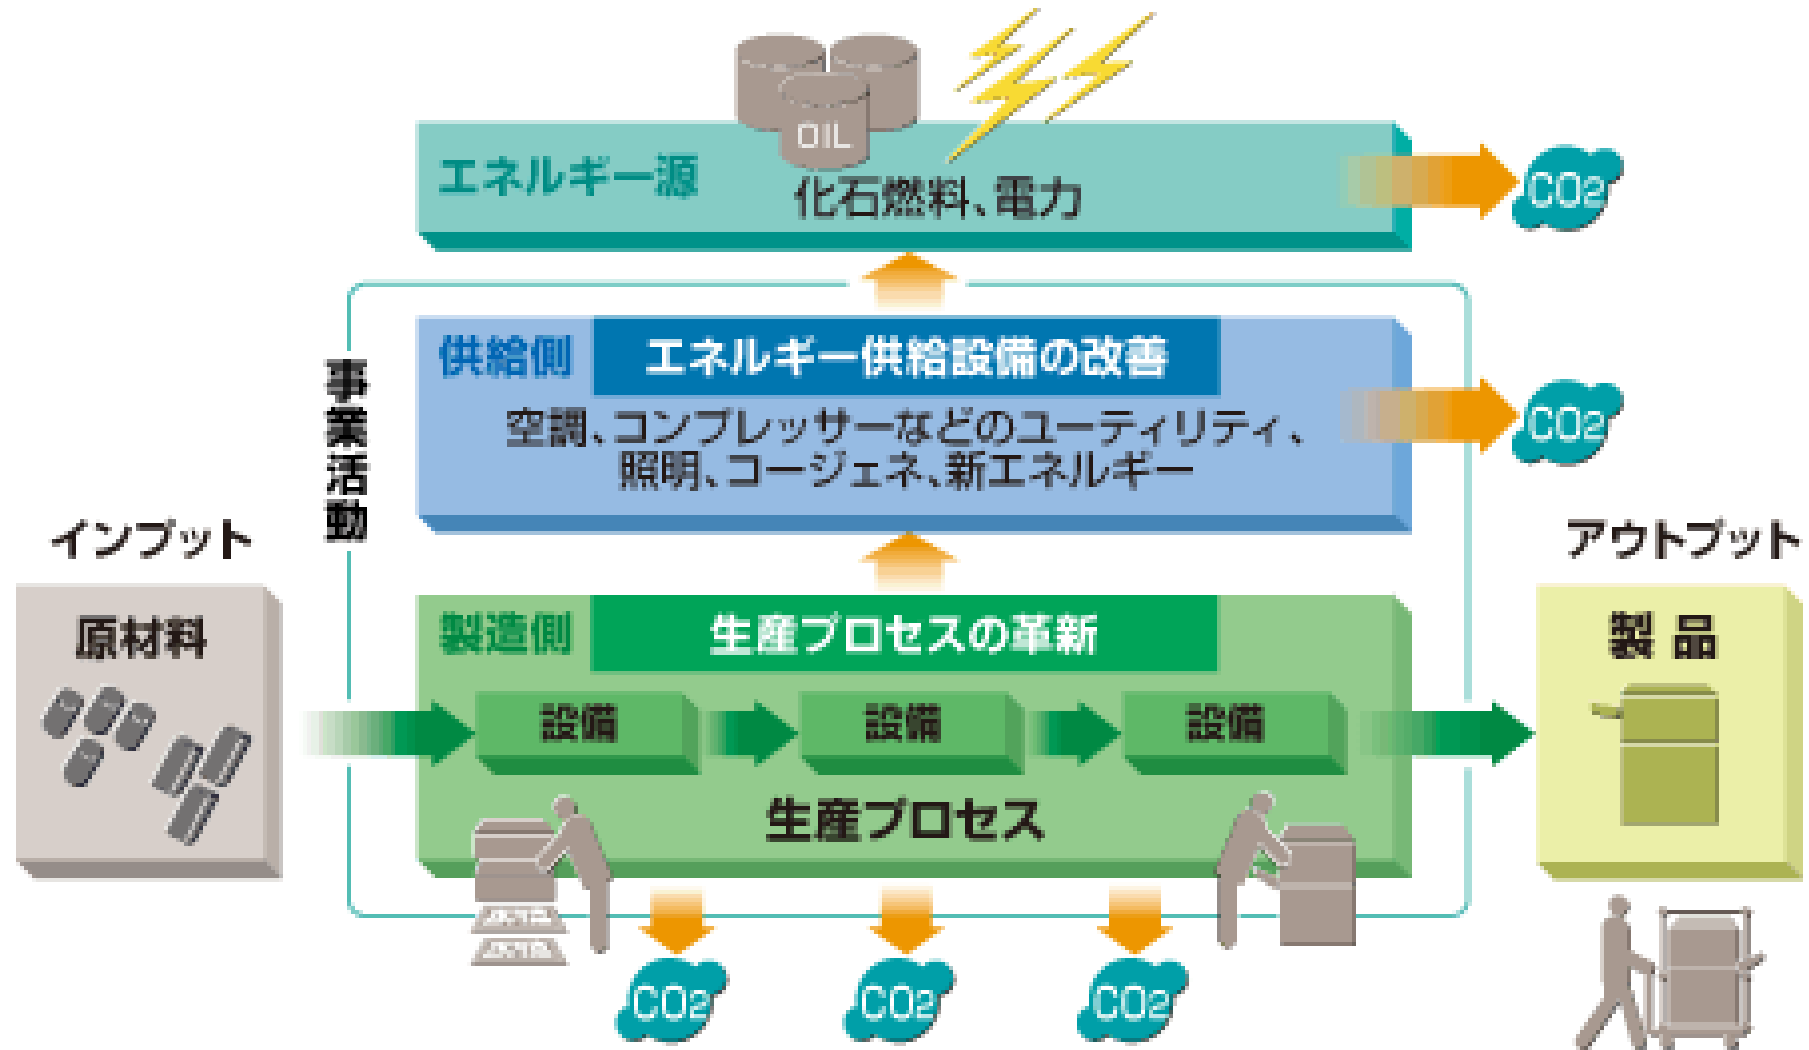 OIL
エネルギー源
化石燃料、電力
CO2
事業活動
供給側
エネルギー供給設備の改善
空調、コンプレッサーなどのユーティリティ、
照明、コージェネ、新エネルギー
CO2
インプット
原材料
製造側
生産プロセスの革新
設備
設備
設備
生産プロセス
アウトプット
製品
CO2
CO2
CO2